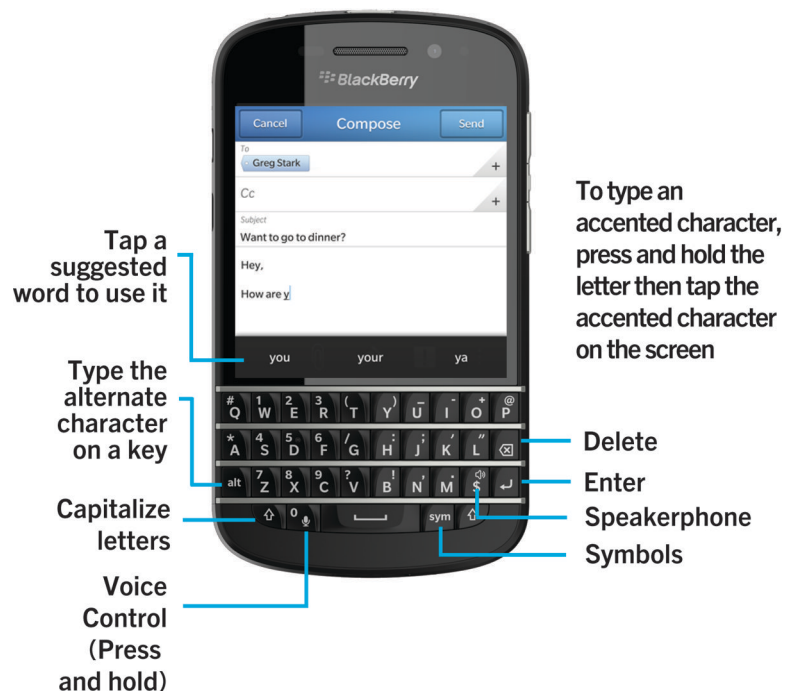 BlackBerry
Cancel Compose Send
To
Greg Stark
+
Cc
+
Subject
Want to go to dinner?
Hey,
How are y
you your ya
# Q 1 W 2 E 3 R ( T ) Y _ U - I + O @ P
* A 4 S 5 D 6 F / G : H ; J ' K " L
alt 7 Z 8 X 9 C ? V ! B , N . M $
0 sym
Tap a
suggested
word to use it
Type the
alternate
character
on a key
Capitalize
letters
Voice
Control
(Press
and hold)
To type an
accented character,
press and hold the
letter then tap the
accented character
on the screen
Delete
Enter
Speakerphone
Symbols